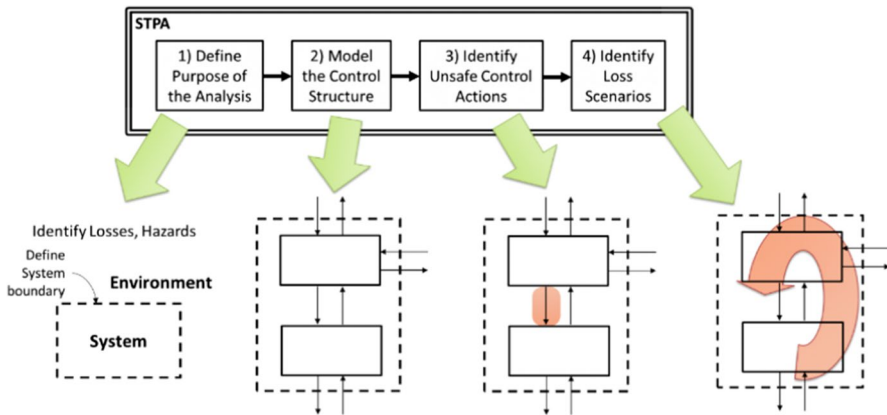 STPA
1) Define
Purpose of
the Analysis
2) Model
the Control
Structure
3) Identify
Unsafe Control
Actions
4) Identify
Loss
Scenarios
Identify Losses, Hazards
Define
System
boundary
Environment
System